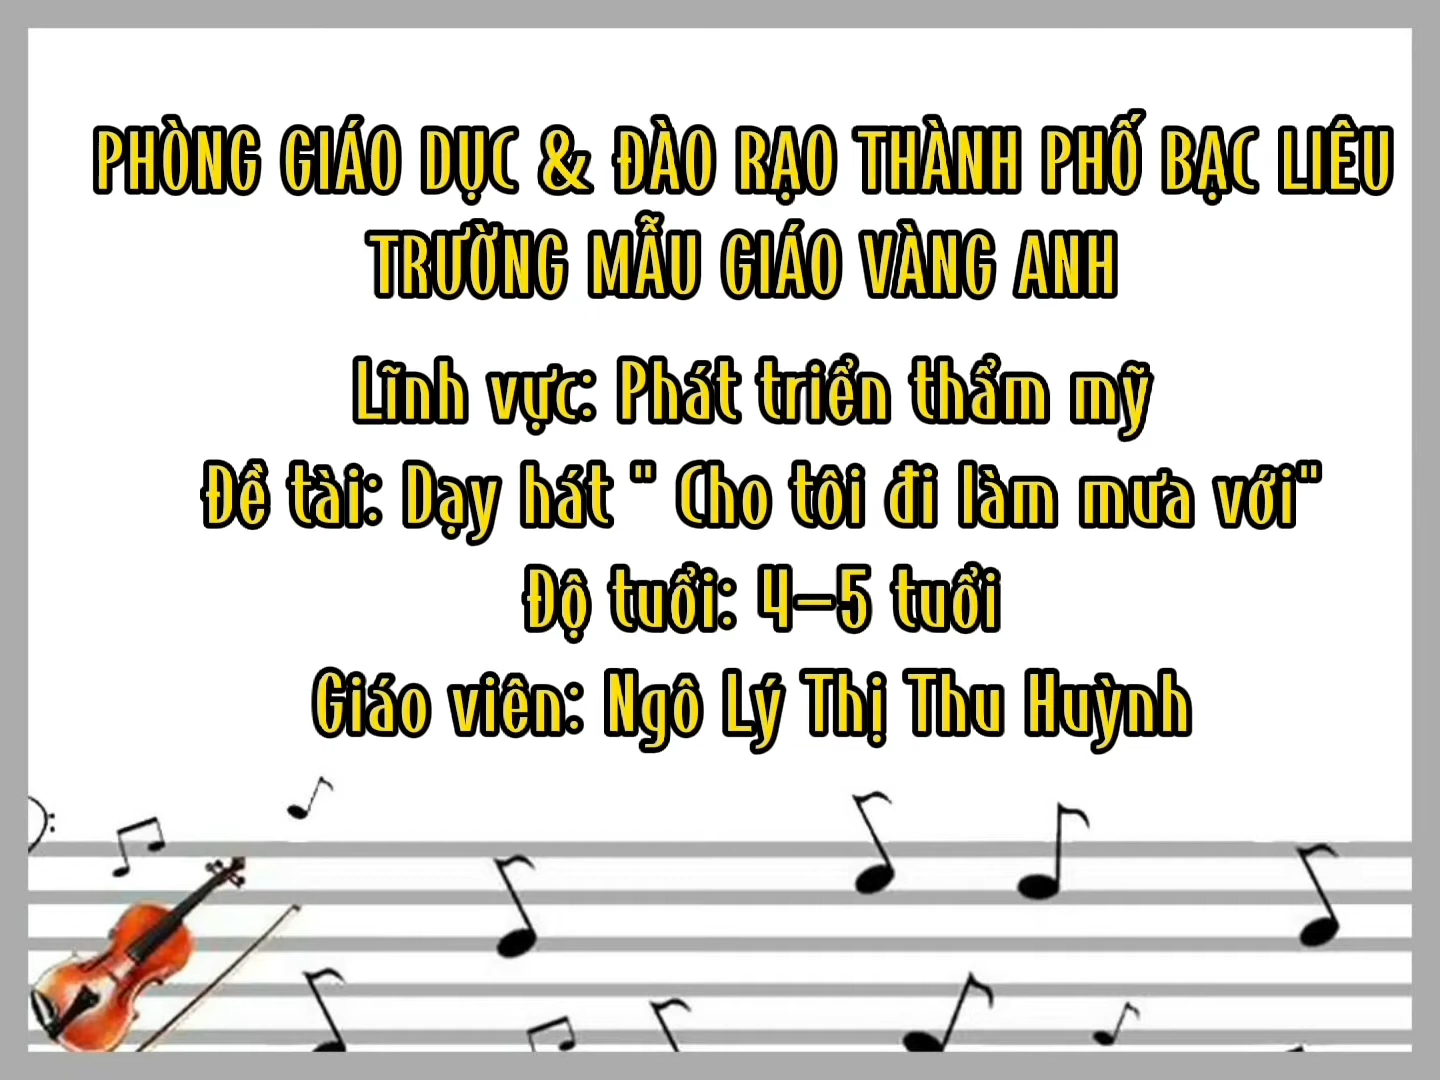 PHÒNG GIÁO DỤC & ĐÀO RẠO THÀNH PHỐ BẠC LIÊU
TRƯỜNG MẪU GIÁO VÀNG ANH
Lĩnh vực: Phát triển thẩm mỹ
Đề tài: Dạy hát " Cho tôi đi làm mưa với"
Độ tuổi: 4-5 tuổi
Giáo viên: Ngô Lý Thị Thu Huỳnh